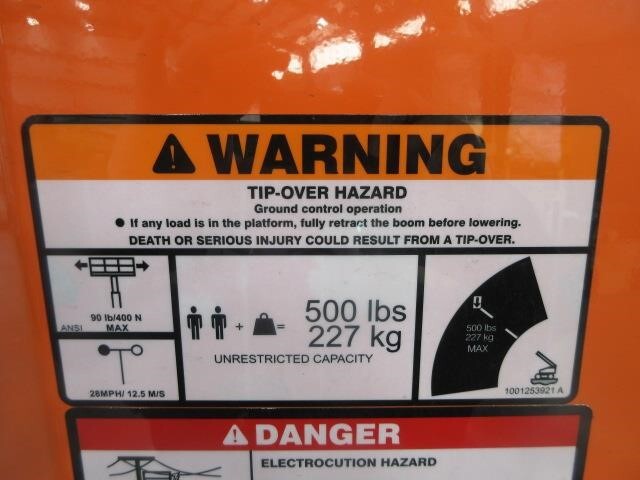 WARNING
TIP-OVER HAZARD
Ground control operation
● If any load is in the platform, fully retract the boom before lowering.
DEATH OR SERIOUS INJURY COULD RESULT FROM A TIP-OVER.
90 lb/400 N
ANSI MAX
28MPH/ 12.5 M/S
+ = 500 lbs
227 kg
UNRESTRICTED CAPACITY
500 lbs
227 kg
MAX
1001253921 A
DANGER
ELECTROCUTION HAZARD